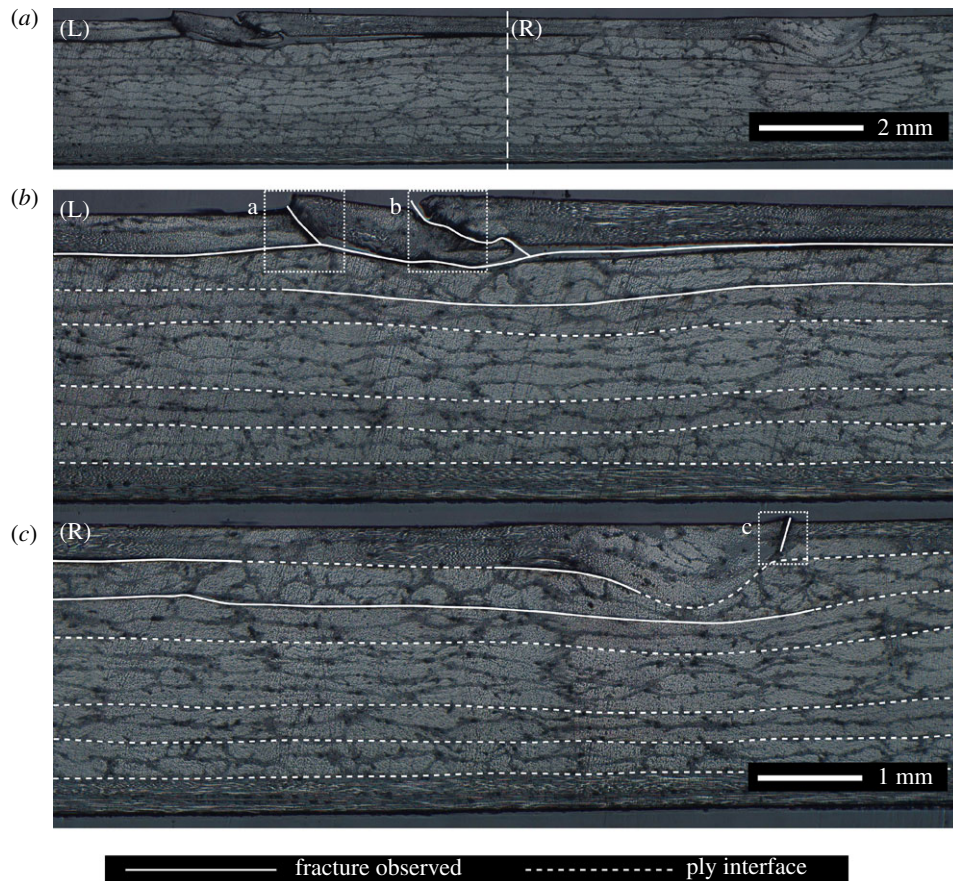 (a)
(L)
(R)
2 mm
(b)
(L)
a
b
(c)
(R)
c
1 mm
fracture observed
ply interface